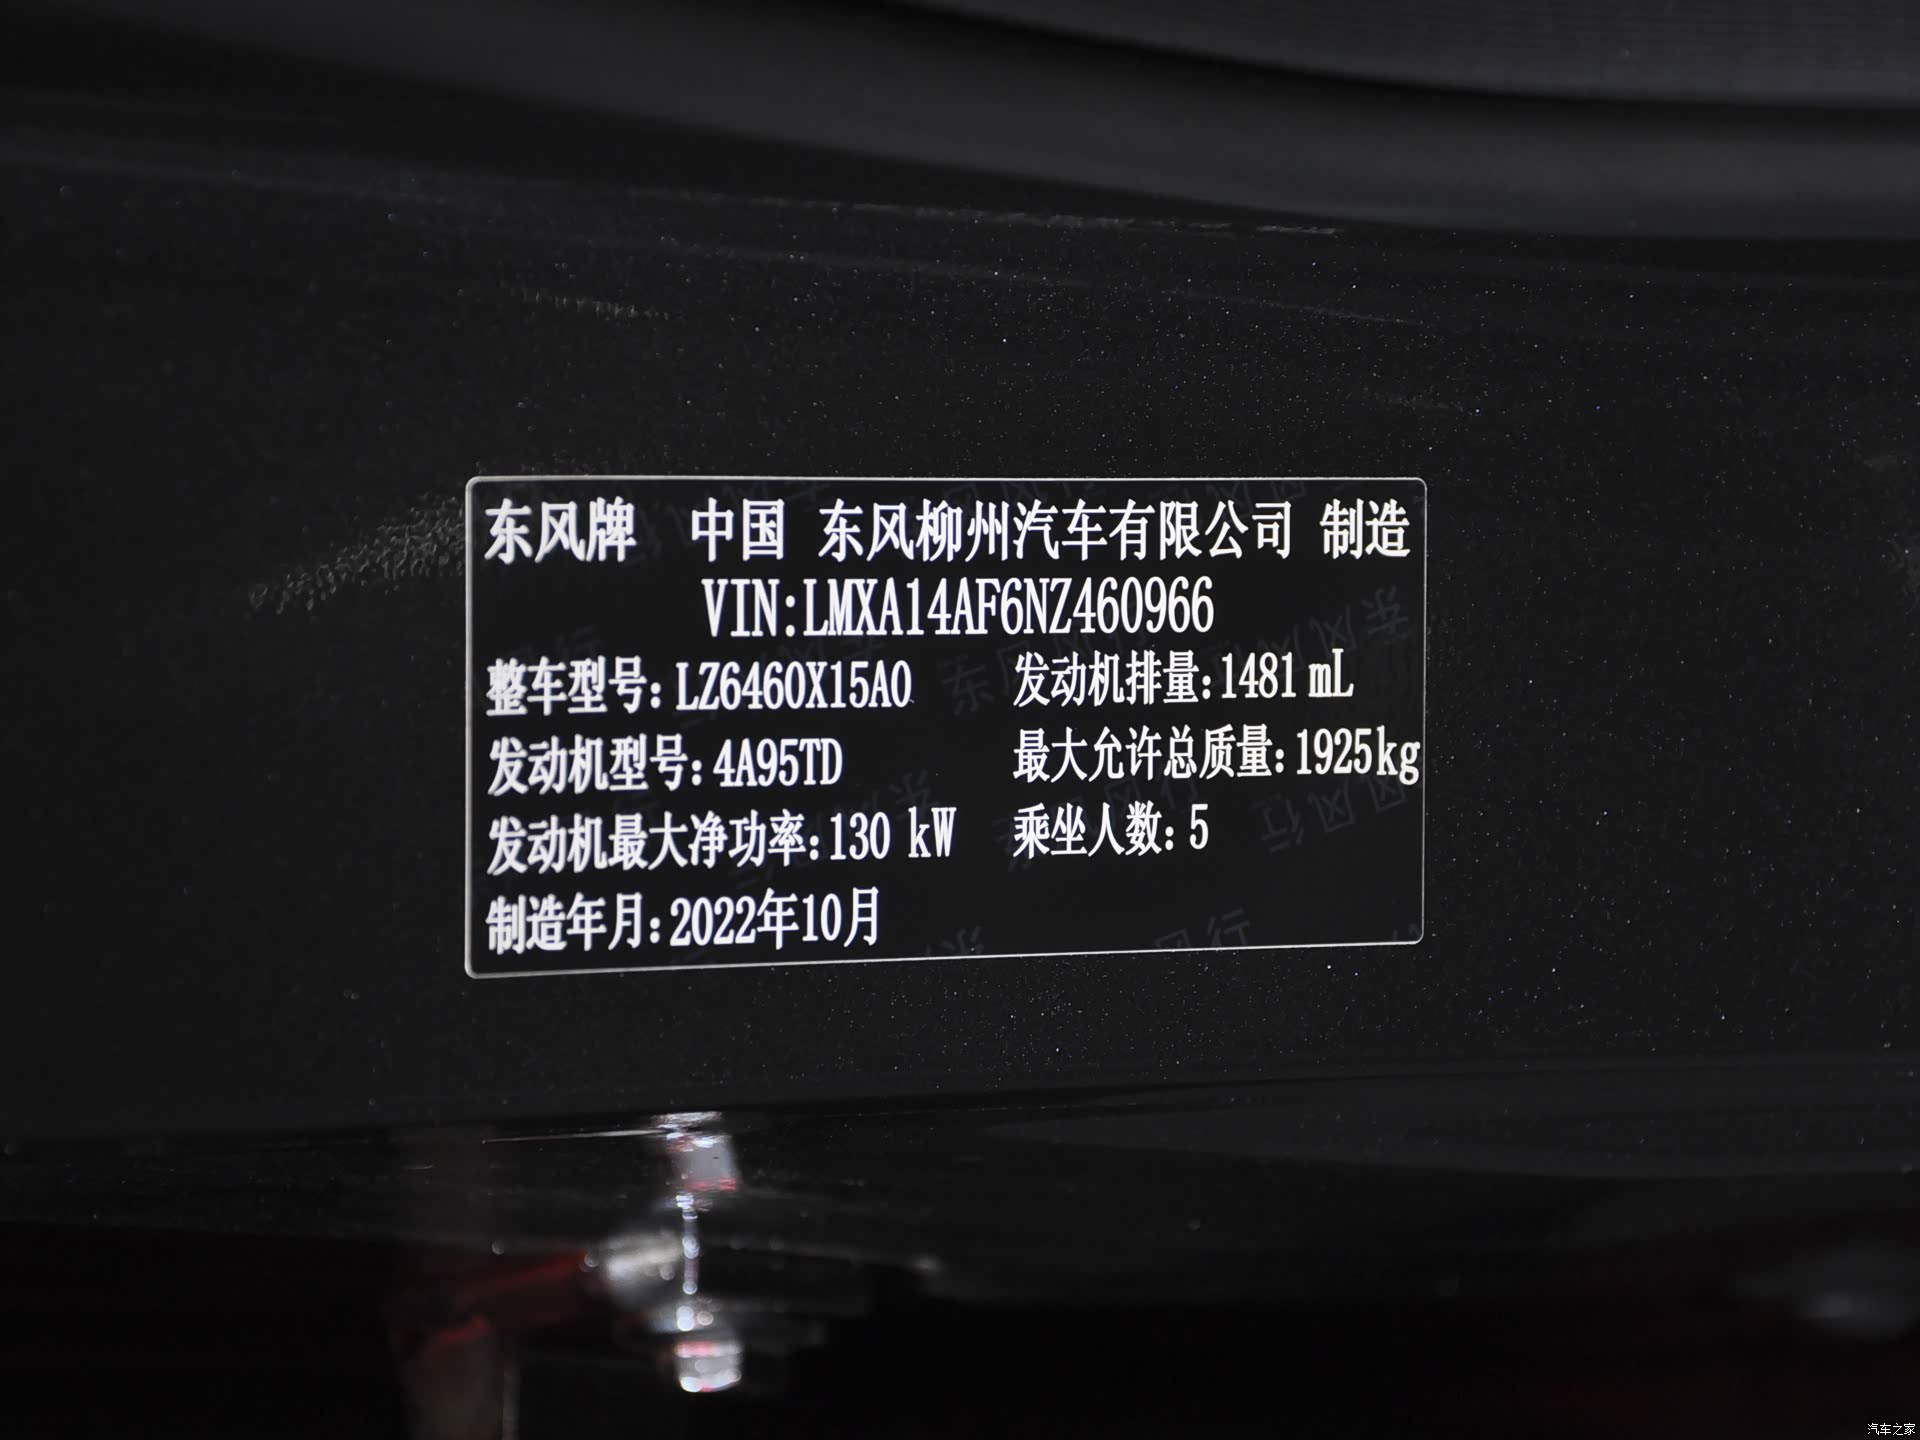 东风牌 中国 东风柳州汽车有限公司 制造
VIN:LMXA14AF6NZ460966
整车型号:LZ6460X15A0 发动机排量:1481 mL
发动机型号:4A95TD 最大允许总质量:1925kg
发动机最大净功率:130 kW 乘坐人数:5
制造年月:2022年10月
汽车之家